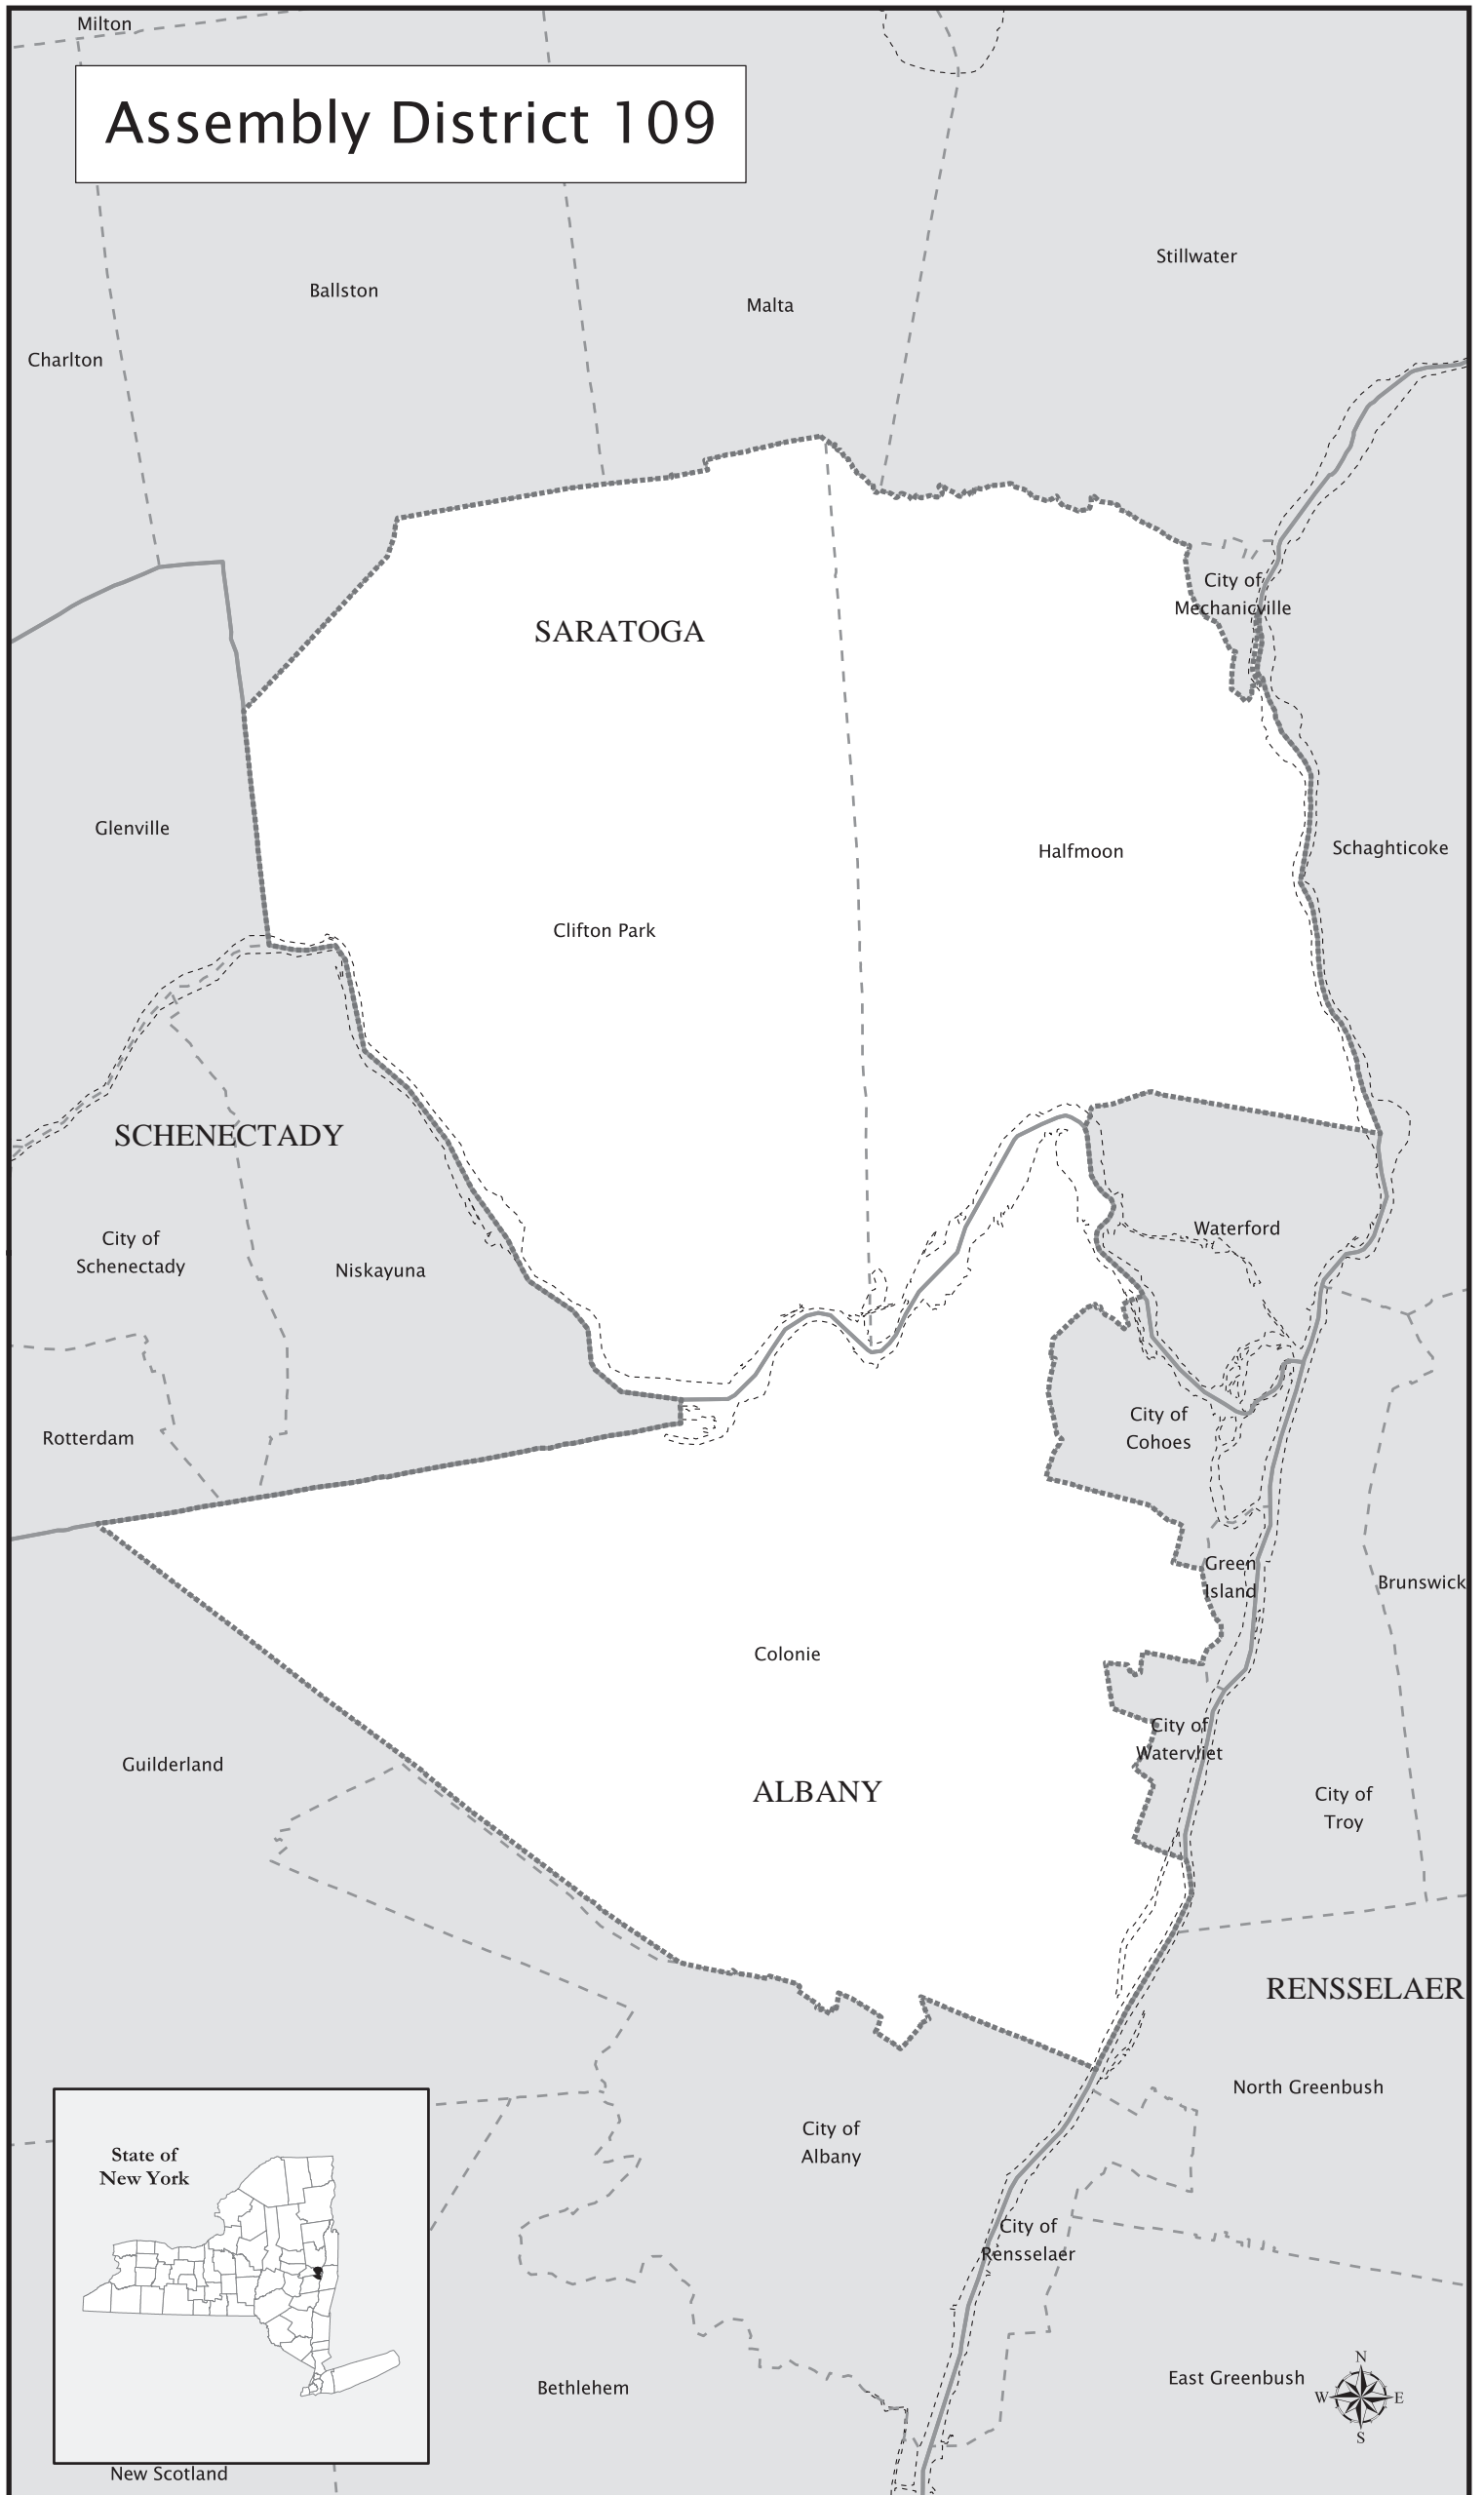 Milton
Assembly District 109
Stillwater
Ballston
Malta
Charlton
City of
Mechanicville
SARATOGA
Glenville
Schaghticoke
Halfmoon
Clifton Park
SCHENECTADY
Waterford
City of
Schenectady
Niskayuna
City of
Cohoes
Rotterdam
Green
Island
Brunswick
Colonie
City of
Watervliet
Guilderland
ALBANY
City of
Troy
RENSSELAER
North Greenbush
City of
Albany
State of
New York
City of
Rensselaer
East Greenbush
Bethlehem
N
W
E
S
New Scotland